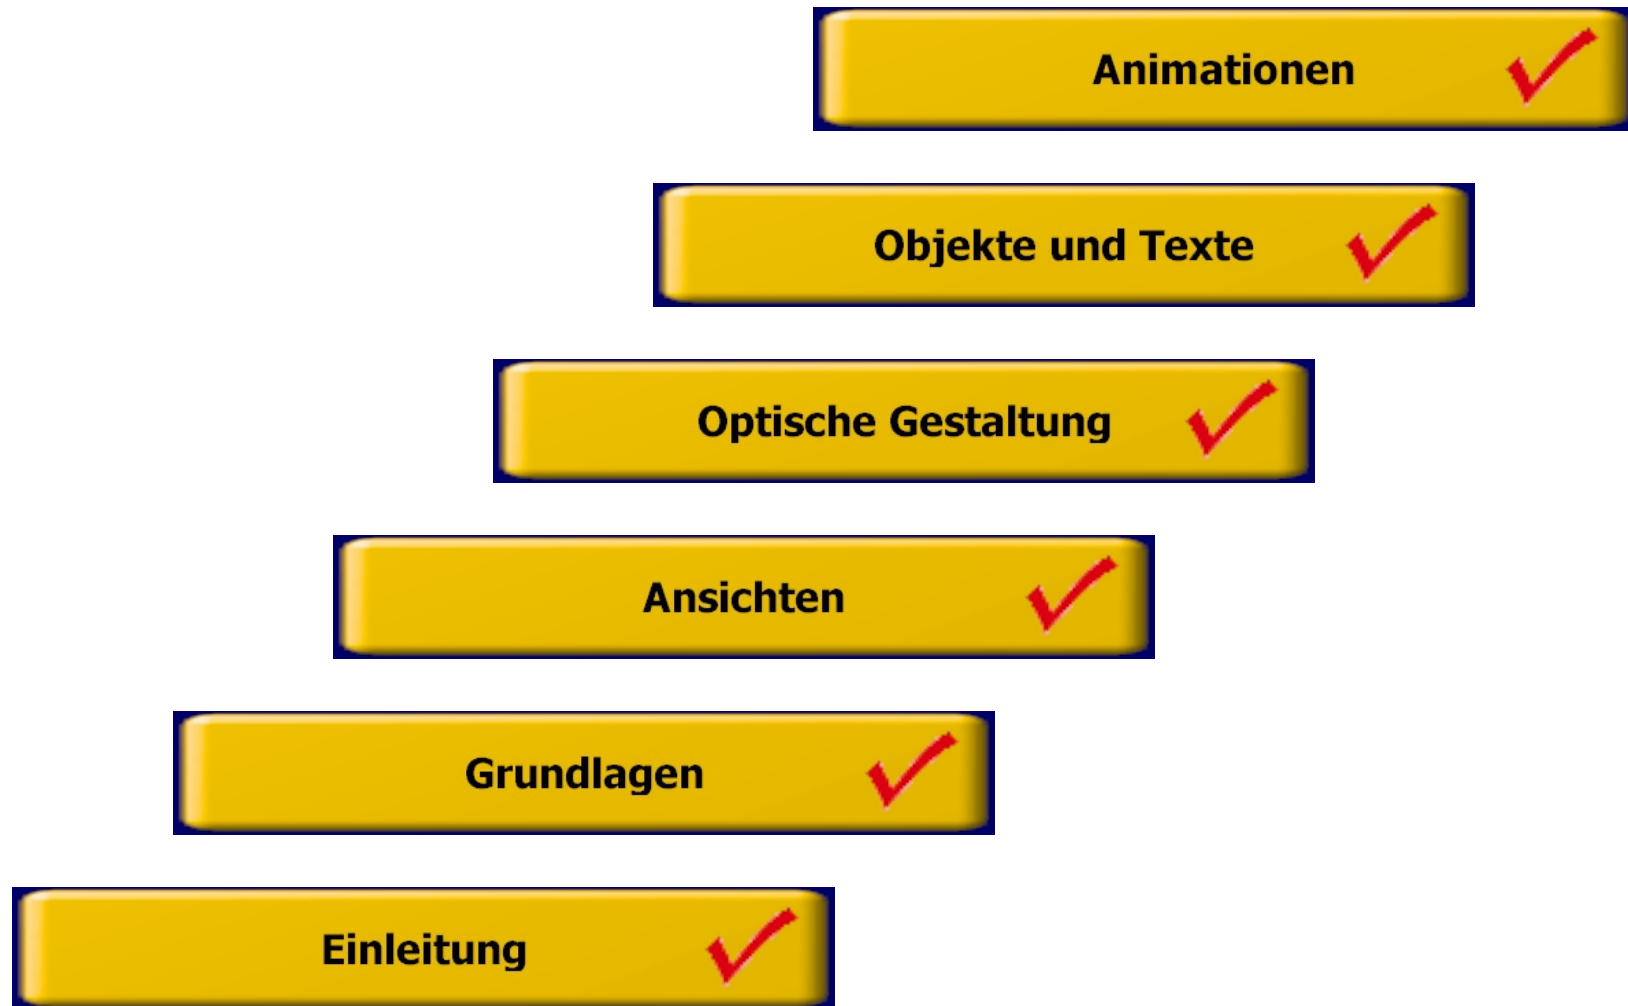 Animationen
Objekte und Texte
Optische Gestaltung
Ansichten
Grundlagen
Einleitung